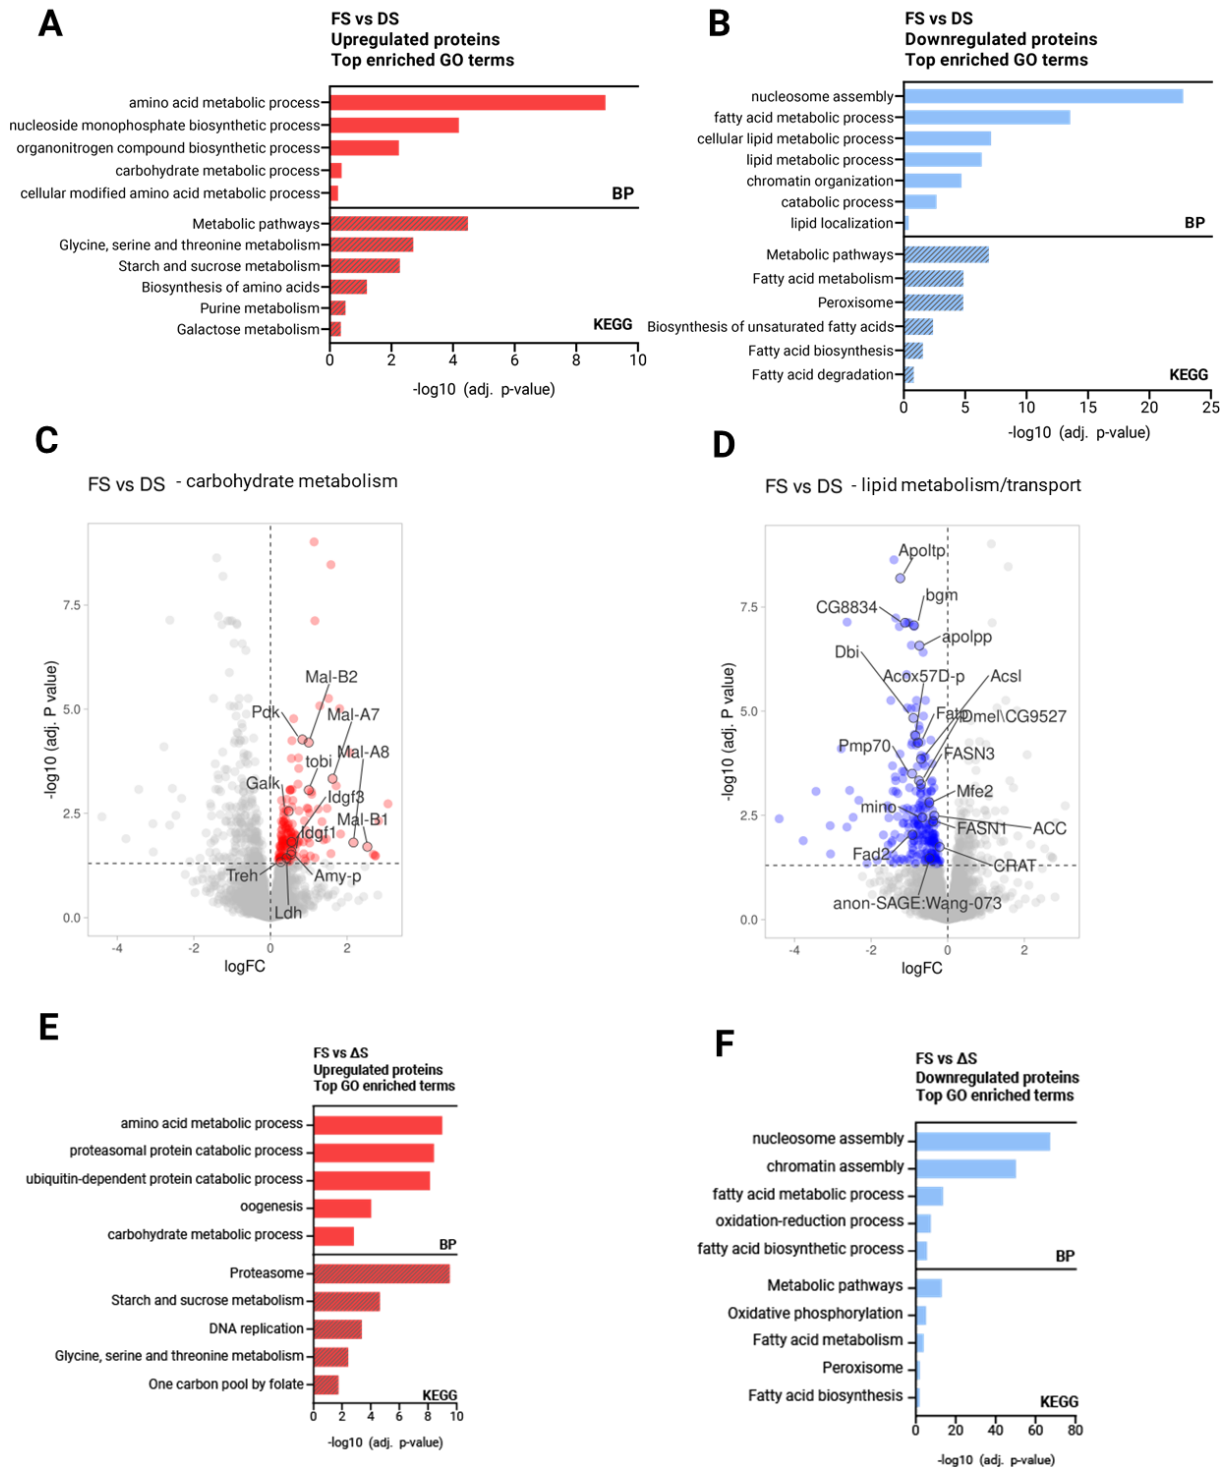 A
FS vs DS
Upregulated proteins
Top enriched GO terms
amino acid metabolic process
nucleoside monophosphate biosynthetic process
organonitrogen compound biosynthetic process
carbohydrate metabolic process
cellular modified amino acid metabolic process
BP
Metabolic pathways
Glycine, serine and threonine metabolism
Starch and sucrose metabolism
Biosynthesis of amino acids
Purine metabolism
Galactose metabolism
KEGG
0 2 4 6 8 10
-log10 (adj. p-value)
B
FS vs DS
Downregulated proteins
Top enriched GO terms
nucleosome assembly
fatty acid metabolic process
cellular lipid metabolic process
lipid metabolic process
chromatin organization
catabolic process
lipid localization
BP
Metabolic pathways
Fatty acid metabolism
Peroxisome
Biosynthesis of unsaturated fatty acids
Fatty acid biosynthesis
Fatty acid degradation
KEGG
0 5 10 15 20 25
-log10 (adj. p-value)
C
FS vs DS - carbohydrate metabolism
-log10 (adj. P value)
7.5
5.0
2.5
0.0
Mal-B2
Pdk
Mal-A7
Mal-A8
tobi
Galk
Idgf3
Mal-B1
Idgf1
Treh
Amy-p
Ldh
-4 -2 0 2
logFC
D
FS vs DS - lipid metabolism/transport
-log10 (adj. P value)
7.5
5.0
2.5
0.0
Apoltp
bgm
CG8834
apolpp
Dbi
Acox57D-p
Acsl
Fatp
Dmel\CG9527
Pmp70
FASN3
Mfe2
mino
FASN1
ACC
Fad2
CRAT
anon-SAGE:Wang-073
-4 -2 0 2
logFC
E
FS vs ΔS
Upregulated proteins
Top GO enriched terms
amino acid metabolic process
proteasomal protein catabolic process
ubiquitin-dependent protein catabolic process
oogenesis
carbohydrate metabolic process
BP
Proteasome
Starch and sucrose metabolism
DNA replication
Glycine, serine and threonine metabolism
One carbon pool by folate
KEGG
0 2 4 6 8 10
-log10 (adj. p-value)
F
FS vs ΔS
Downregulated proteins
Top GO enriched terms
nucleosome assembly
chromatin assembly
fatty acid metabolic process
oxidation-reduction process
fatty acid biosynthetic process
BP
Metabolic pathways
Oxidative phosphorylation
Fatty acid metabolism
Peroxisome
Fatty acid biosynthesis
KEGG
0 20 40 60 80
-log10 (adj. p-value)